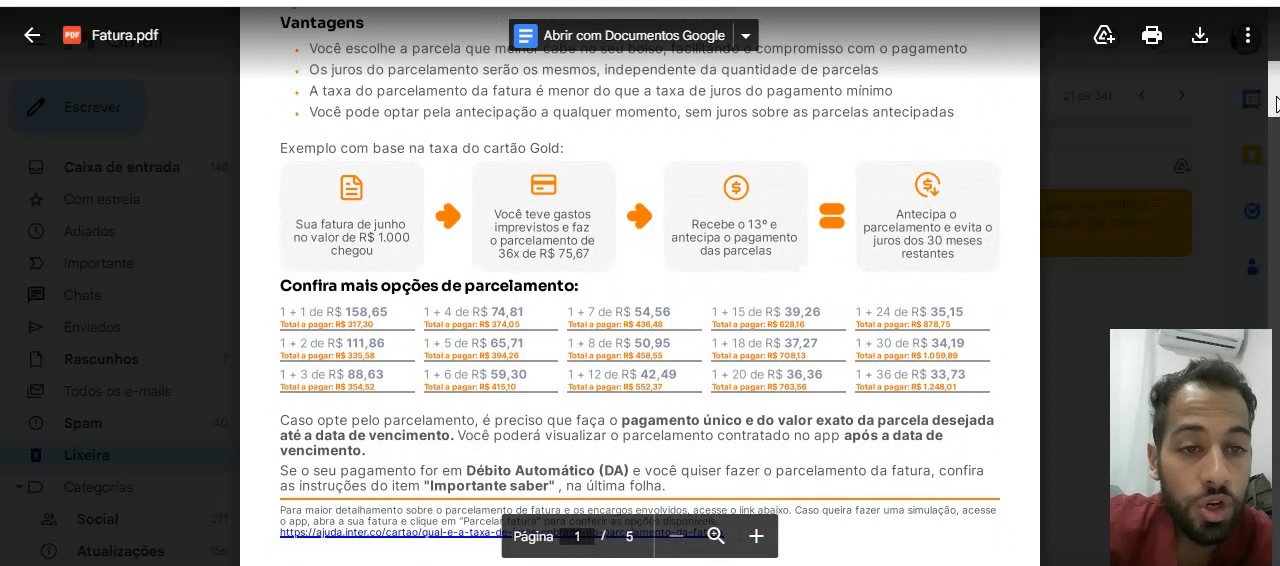 Fatura.pdf
Abrir com Documentos Google
Escrever
Caixa de entrada 140
Com estrela
Adiados
Importante
Chats
Enviados
Rascunhos 7
Todos os e-mails
Spam 40
Lixeira
Categorias
Social 271
Atualizações 156
21 de 341
Vantagens
Você escolhe a parcela que melhor cabe no seu bolso, facilitando o compromisso com o pagamento
Os juros do parcelamento serão os mesmos, independente da quantidade de parcelas
A taxa do parcelamento da fatura é menor do que a taxa de juros do pagamento mínimo
Você pode optar pela antecipação a qualquer momento, sem juros sobre as parcelas antecipadas
Exemplo com base na taxa do cartão Gold:
Sua fatura de junho
no valor de R$ 1.000
chegou
Você teve gastos
imprevistos e faz
o parcelamento de
36x de R$ 75,67
Recebe o 13º e
antecipa o pagamento
das parcelas
Antecipa o
parcelamento e evita o
juros dos 30 meses
restantes
Confira mais opções de parcelamento:
1 + 1 de R$ 158,65
Total a pagar: R$ 317,30
1 + 2 de R$ 111,86
Total a pagar: R$ 335,58
1 + 3 de R$ 88,63
Total a pagar: R$ 354,52
1 + 4 de R$ 74,81
Total a pagar: R$ 374,05
1 + 5 de R$ 65,71
Total a pagar: R$ 394,26
1 + 6 de R$ 59,30
Total a pagar: R$ 415,10
1 + 7 de R$ 54,56
Total a pagar: R$ 436,48
1 + 8 de R$ 50,95
Total a pagar: R$ 458,55
1 + 12 de R$ 42,49
Total a pagar: R$ 552,37
1 + 15 de R$ 39,26
Total a pagar: R$ 628,16
1 + 18 de R$ 37,27
Total a pagar: R$ 708,13
1 + 20 de R$ 36,36
Total a pagar: R$ 763,56
1 + 24 de R$ 35,15
Total a pagar: R$ 878,75
1 + 30 de R$ 34,19
Total a pagar: R$ 1.059,89
1 + 36 de R$ 33,73
Total a pagar: R$ 1.248,01
Caso opte pelo parcelamento, é preciso que faça o pagamento único e do valor exato da parcela desejada
até a data de vencimento. Você poderá visualizar o parcelamento contratado no app após a data de
vencimento.
Se o seu pagamento for em Débito Automático (DA) e você quiser fazer o parcelamento da fatura, confira
as instruções do item "Importante saber" , na última folha.
Para maior detalhamento sobre o parcelamento de fatura e os encargos envolvidos, acesse o link abaixo. Caso queira fazer uma simulação, acesse
o app, abra a sua fatura e clique em "Parcelar fatura" para conferir as opções disponíveis.
https://ajuda.inter.co/cartao/qual-e-a-taxa-de-
Página 1 / 5